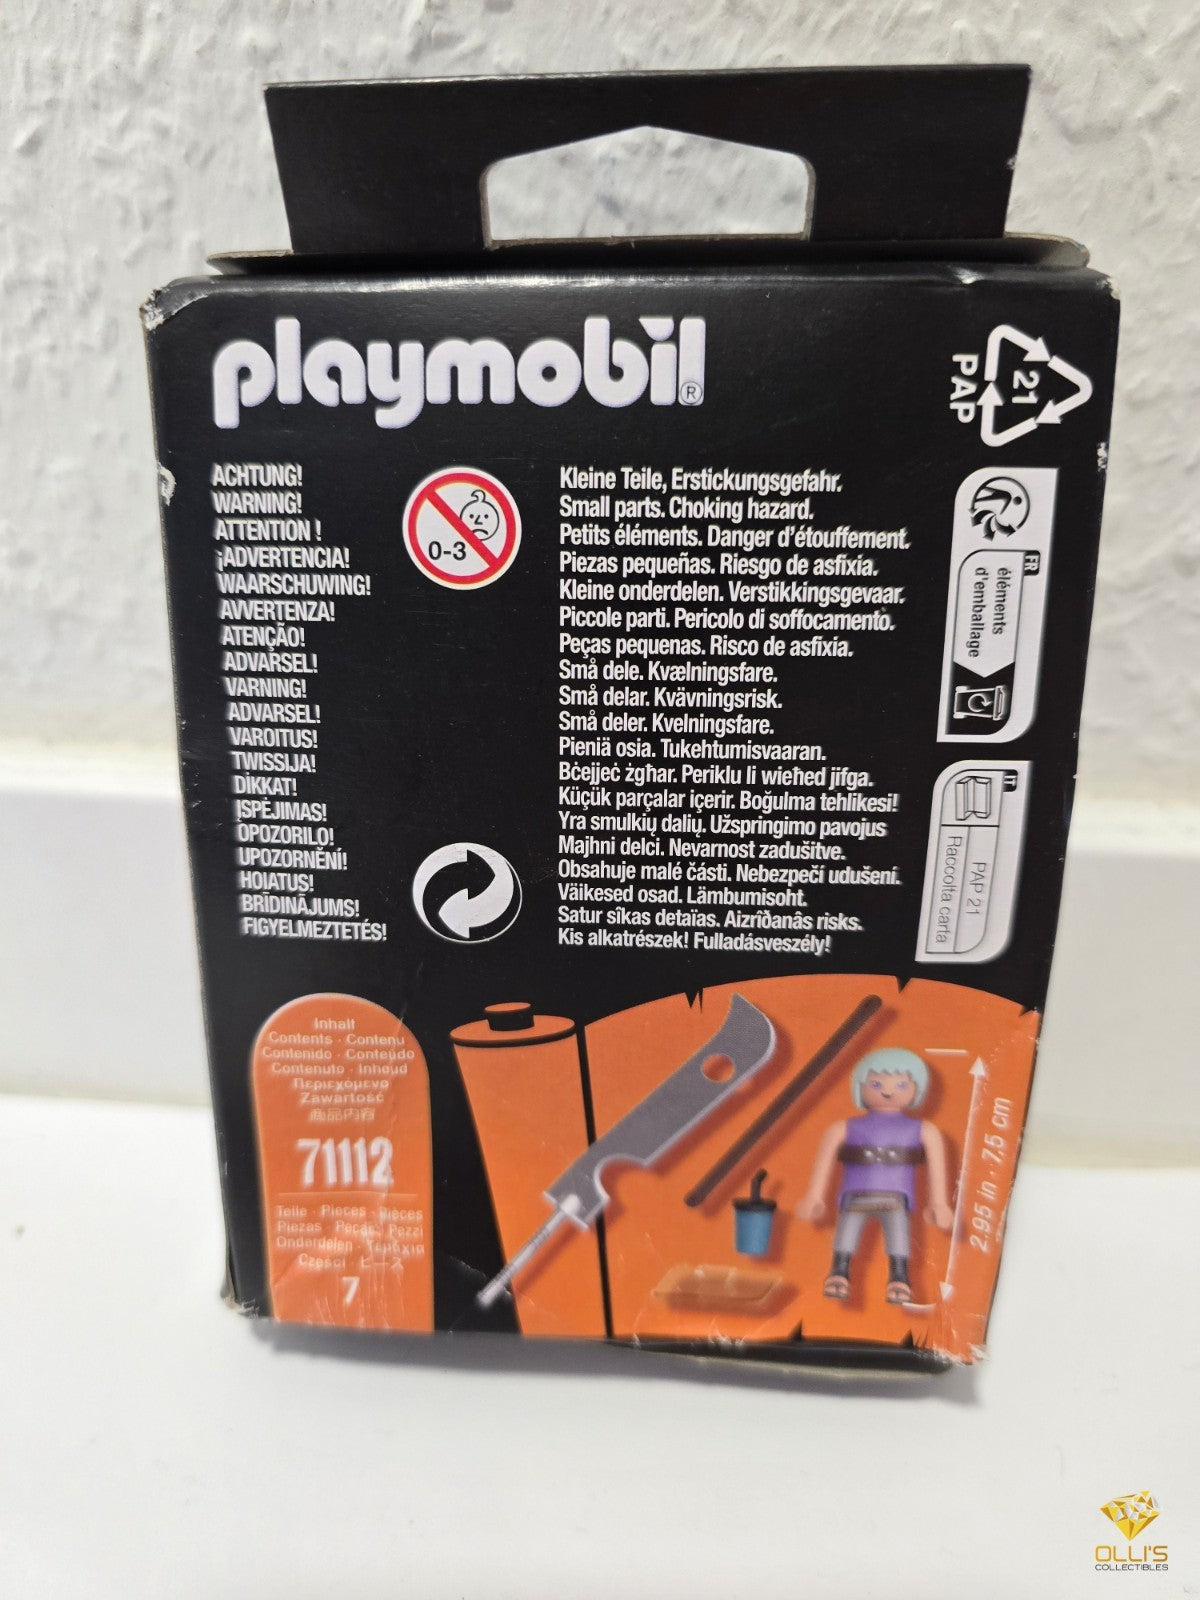 playmobil®
ACHTUNG!
WARNING!
ATTENTION !
¡ADVERTENCIA!
WAARSCHUWING!
AVVERTENZA!
ATENÇÃO!
ADVARSEL!
VARNING!
ADVARSEL!
VAROITUS!
TWISSIJA!
DİKKAT!
ĮSPĖJIMAS!
OPOZORILO!
UPOZORNĚNÍ!
HOIATUS!
BRĪDINĀJUMS!
FIGYELMEZTETÉS!
0-3
Kleine Teile, Erstickungsgefahr.
Small parts. Choking hazard.
Petits éléments. Danger d'étouffement.
Piezas pequeñas. Riesgo de asfixia.
Kleine onderdelen. Verstikkingsgevaar.
Piccole parti. Pericolo di soffocamento.
Peças pequenas. Risco de asfixia.
Små dele. Kvælningsfare.
Små delar. Kvävningsrisk.
Små deler. Kvelningsfare.
Pieniä osia. Tukehtumisvaaran.
Bċejjeċ żgħar. Periklu li wieħed jifga.
Küçük parçalar içerir. Boğulma tehlikesi!
Yra smulkių dalių. Užspringimo pavojus
Majhni delci. Nevarnost zadušitve.
Obsahuje malé části. Nebezpečí udušení.
Väikesed osad. Lämbumisoht.
Satur sīkas detaļas. Aizrīšanās risks.
Kis alkatrészek! Fulladásveszély!
21
PAP
FR
éléments
d'emballage
IT
PAP 21
Raccolta carta
Inhalt
Contents · Contenu
Contenido · Conteúdo
Contenuto · Inhoud
Περιεχόμενο
Zawartość
商品内容
71112
Teile · Pieces · Pièces
Piezas · Peças · Pezzi
Onderdelen · Τεμάχια
Części · ピース
7
2.95 in · 7,5 cm
OLLI'S
COLLECTIBLES